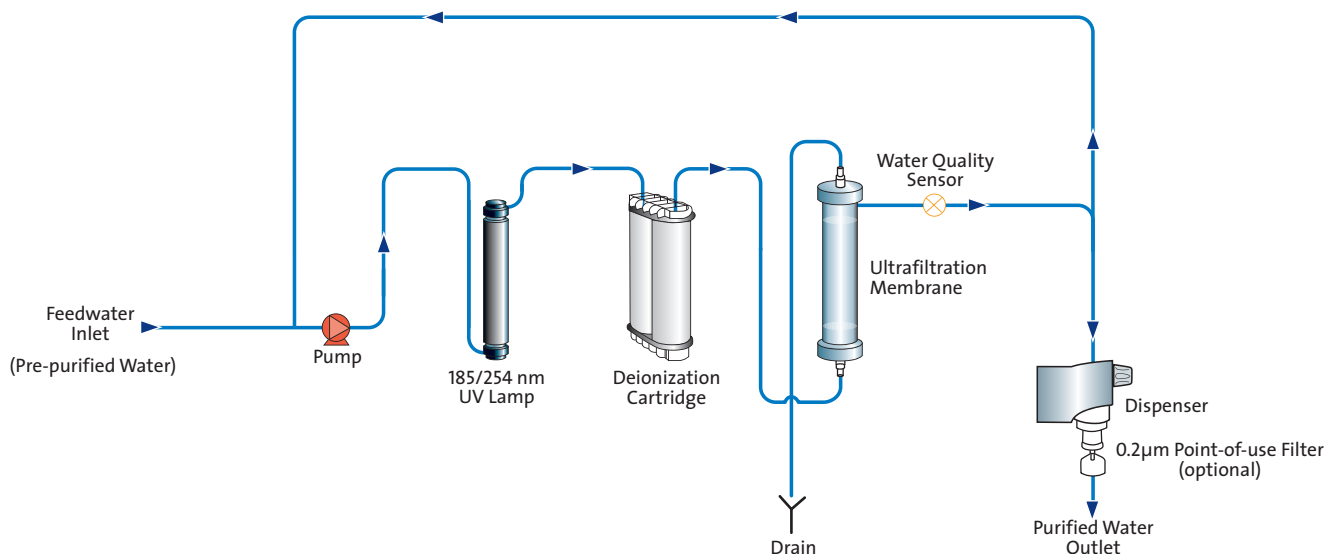 Water Quality
Sensor
Ultrafiltration
Membrane
Feedwater
Inlet
(Pre-purified Water)
Pump
185/254 nm
UV Lamp
Deionization
Cartridge
Dispenser
0.2µm Point-of-use Filter
(optional)
Drain
Purified Water
Outlet